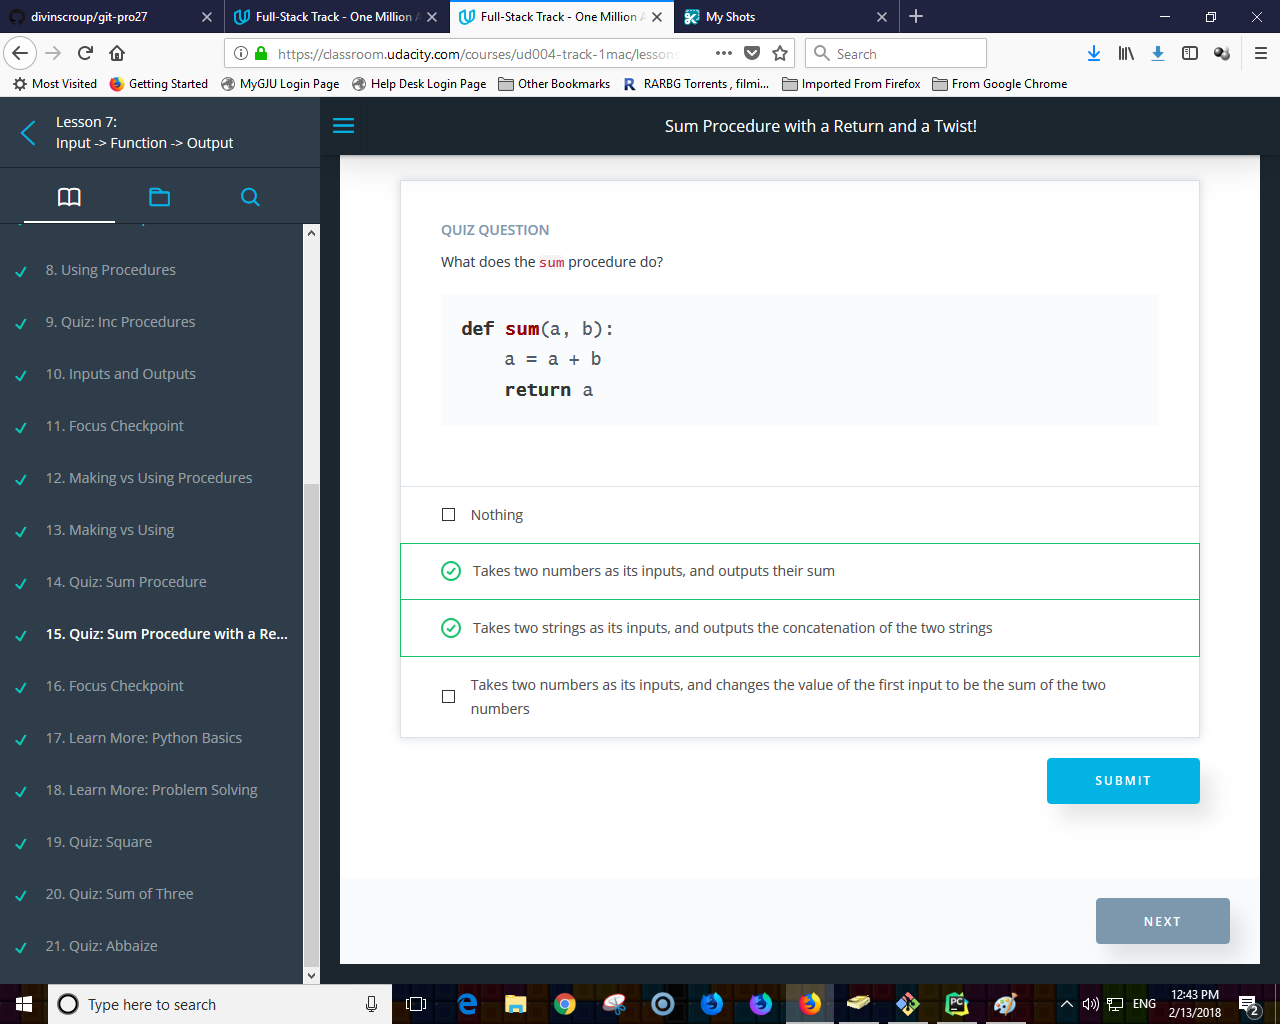 divinscroup/git-pro27
Full-Stack Track - One Million A
Full-Stack Track - One Million A
My Shots
https://classroom.udacity.com/courses/ud004-track-1mac/lessons
Search
Most Visited
Getting Started
MyGJU Login Page
Help Desk Login Page
Other Bookmarks
R RARBG Torrents , filmi...
Imported From Firefox
From Google Chrome
Lesson 7:
Input -> Function -> Output
Sum Procedure with a Return and a Twist!
8. Using Procedures
9. Quiz: Inc Procedures
10. Inputs and Outputs
11. Focus Checkpoint
12. Making vs Using Procedures
13. Making vs Using
14. Quiz: Sum Procedure
15. Quiz: Sum Procedure with a Re...
16. Focus Checkpoint
17. Learn More: Python Basics
18. Learn More: Problem Solving
19. Quiz: Square
20. Quiz: Sum of Three
21. Quiz: Abbaize
QUIZ QUESTION
What does the sum procedure do?
def sum(a, b):
a = a + b
return a
Nothing
Takes two numbers as its inputs, and outputs their sum
Takes two strings as its inputs, and outputs the concatenation of the two strings
Takes two numbers as its inputs, and changes the value of the first input to be the sum of the two
numbers
SUBMIT
NEXT
Type here to search
PC
ENG
12:43 PM
2/13/2018
2